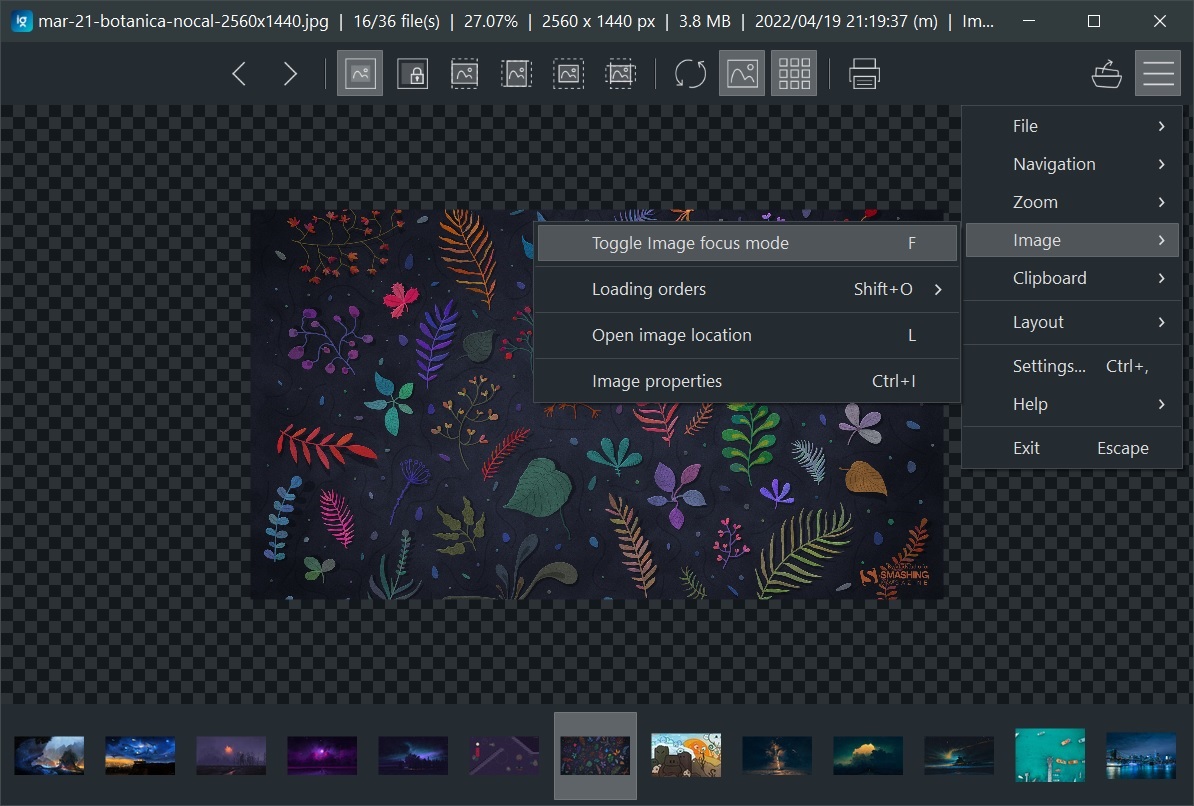 mar-21-botanica-nocal-2560x1440.jpg | 16/36 file(s) | 27.07% | 2560 x 1440 px | 3.8 MB | 2022/04/19 21:19:37 (m) | Im...
File
Navigation
Zoom
Image
Clipboard
Layout
Settings... Ctrl+,
Help
Exit Escape
Toggle Image focus mode F
Loading orders Shift+O
Open image location L
Image properties Ctrl+I
SMASHING
MAGAZINE